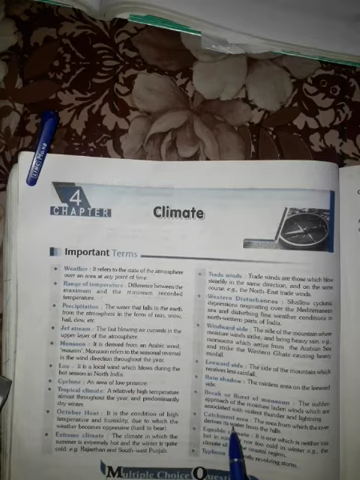 4
CHAPTER
Climate
Important Terms
Weather : It refers to the state of the atmosphere
over an area at any point of time.
Range of temperature : Difference between the
maximum and the minimum recorded
temperature.
Precipitation : The water that falls to the earth
from the atmosphere in the form of rain, snow,
hail, dew, etc.
Jet stream : The fast blowing air currents in the
upper layer of the atmosphere
Monsoon : It is derived from an Arabic word,
'mausim'. Monsoon refers to the seasonal reversal
in the wind direction throughout the year.
Loo : It is a local wind which blows during the
hot season in North India
Cyclone : An area of low pressure
Tropical climate : A relatively high temperature
almost throughout the year, and predominantly
dry winter
October Heat : It is the condition of high
temperature and humidity, due to which the
weather becomes oppressive (hard to bear)
Extreme climate : The climate in which the
summer is extremely hot and the winter is quite
cold. e.g. Rajasthan and South-west Punjab
Trade winds : Trade winds are those which blow
steadily in the same direction, and on the same
course e.g., the North-East trade winds.
Western Disturbances : Shallow cyclonic
depressions originating over the Mediterranean
Sea and disturbing fine weather conditions in
north-western parts of India.
Windward side : The side of the mountain where
moisture winds arrive, and bring heavy rain e.g.,
monsoons which arrive from the Arabian Sea
and strike the Western Ghats causing heavy
rainfall.
Leeward side : The side of the mountain which
receives less rainfall.
Rain shadow : The rainless area on the leeward
side.
Break or Burst of monsoon : The sudden
approach of the moisture laden winds which are
associated with violent thunder and lightning
Catchment area : The area from which the river
derives its water from the hills.
Equable climate : It is one which is neither too
hot in summer nor too cold in winter e.g., the
climate of the coastal region.
Multiple Choice Questions